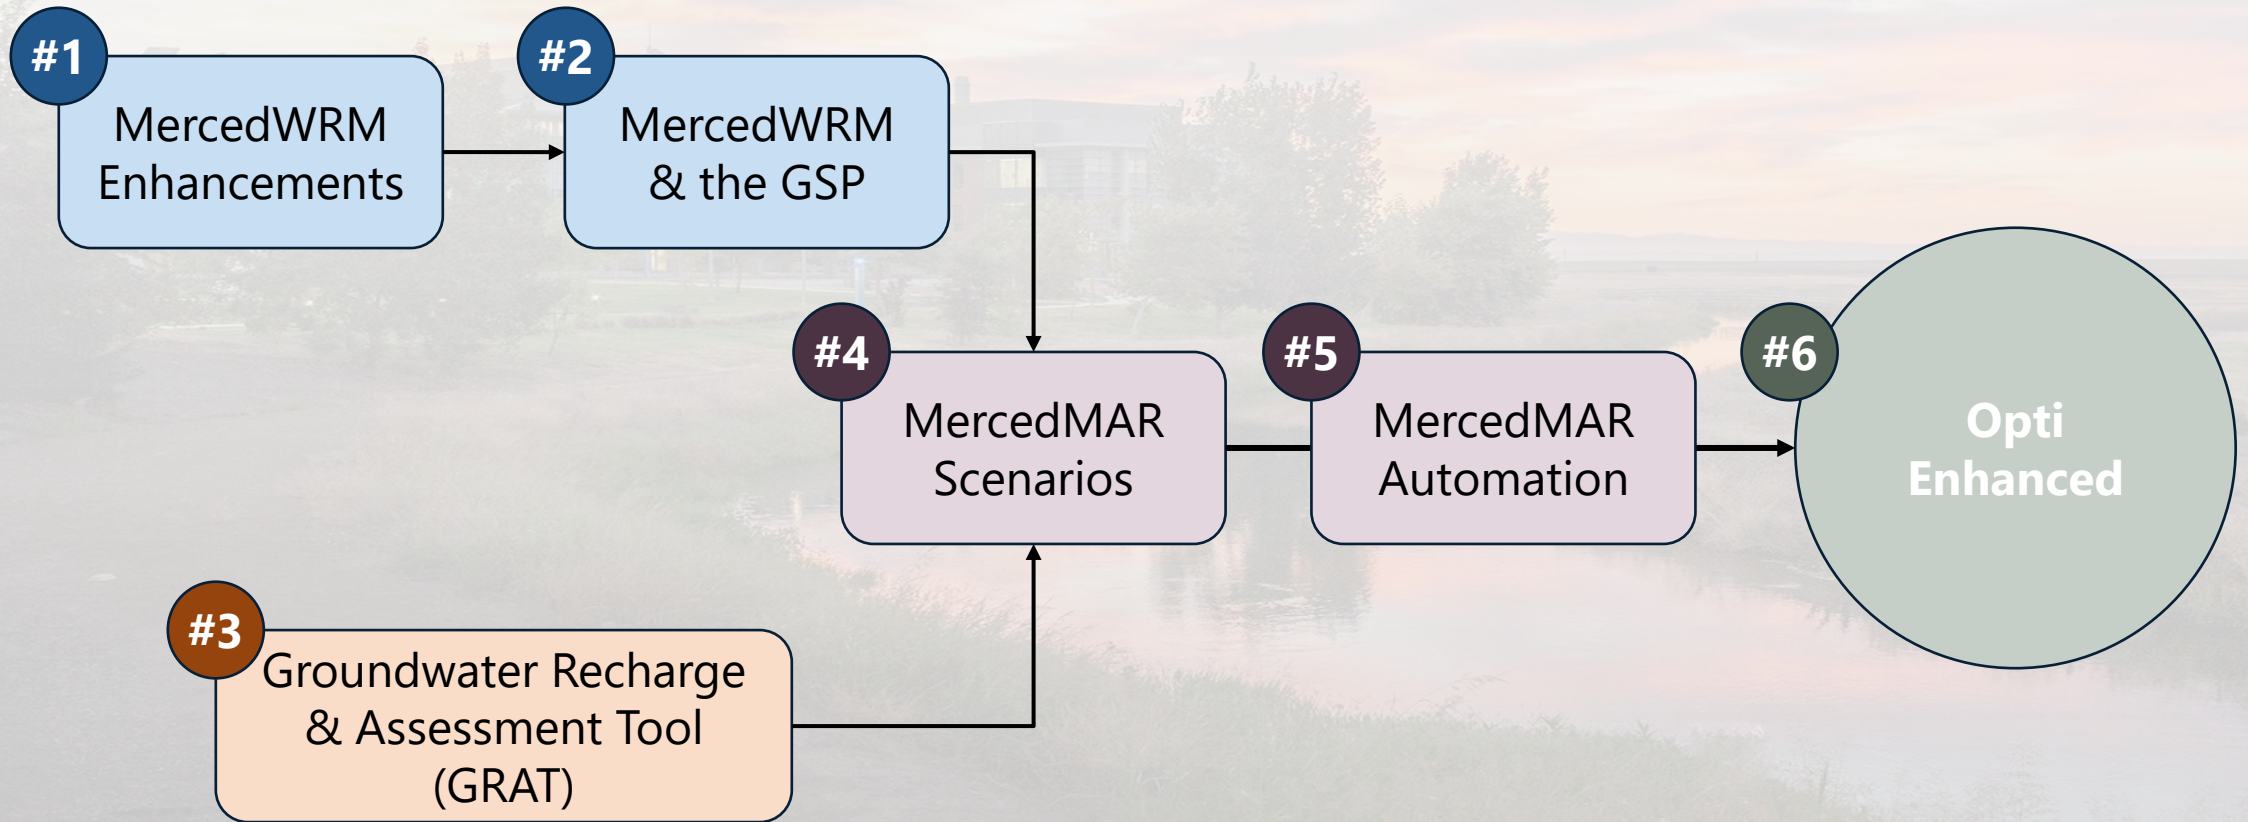 #1
MercedWRM
Enhancements
#2
MercedWRM
& the GSP
#4
MercedMAR
Scenarios
#5
MercedMAR
Automation
#6
Opti
Enhanced
#3
Groundwater Recharge
& Assessment Tool
(GRAT)